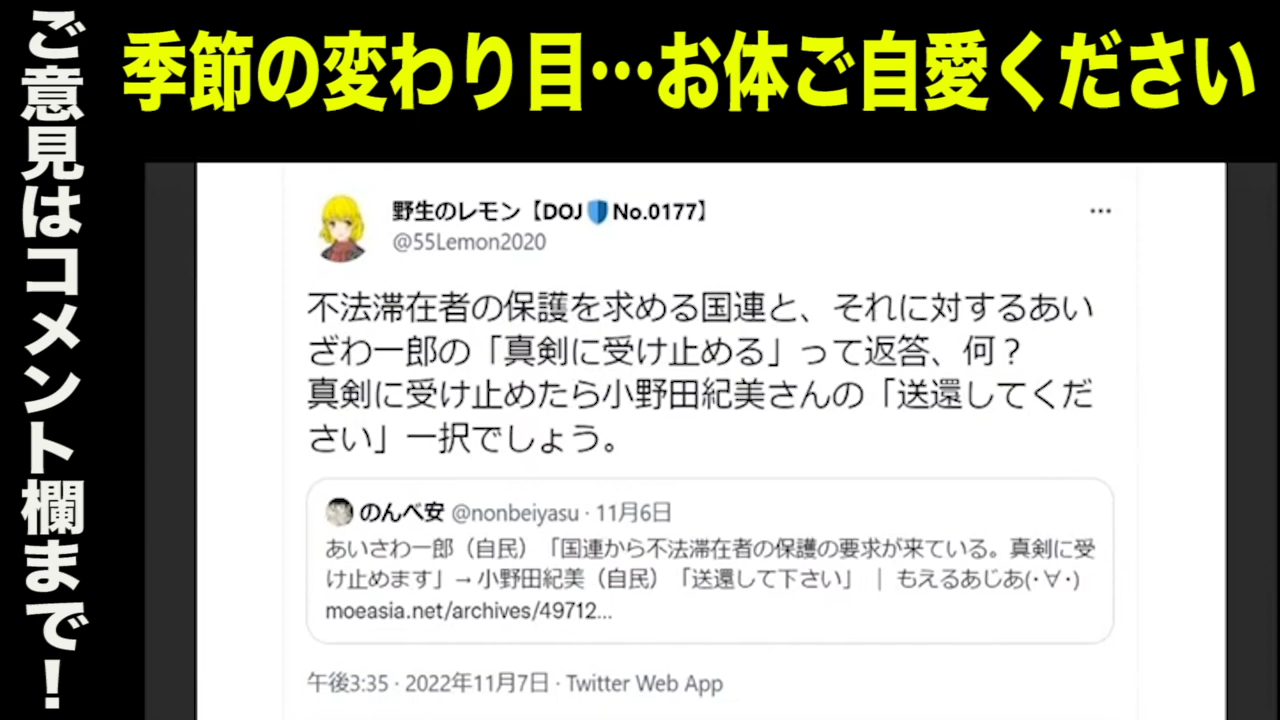 ご意見はコメント欄まで！
季節の変わり目…お体ご自愛ください
野生のレモン【DOJ🛡No.0177】
@55Lemon2020
不法滞在者の保護を求める国連と、それに対するあい
ざわ一郎の「真剣に受け止める」って返答、何？
真剣に受け止めたら小野田紀美さんの「送還してくだ
さい」一択でしょう。
のんべ安 @nonbeiyasu · 11月6日
あいさわ一郎（自民）「国連から不法滞在者の保護の要求が来ている。真剣に受
け止めます」→ 小野田紀美（自民）「送還して下さい」 ｜ もえるあじあ(･∀･)
moeasia.net/archives/49712...
午後3:35 · 2022年11月7日 · Twitter Web App